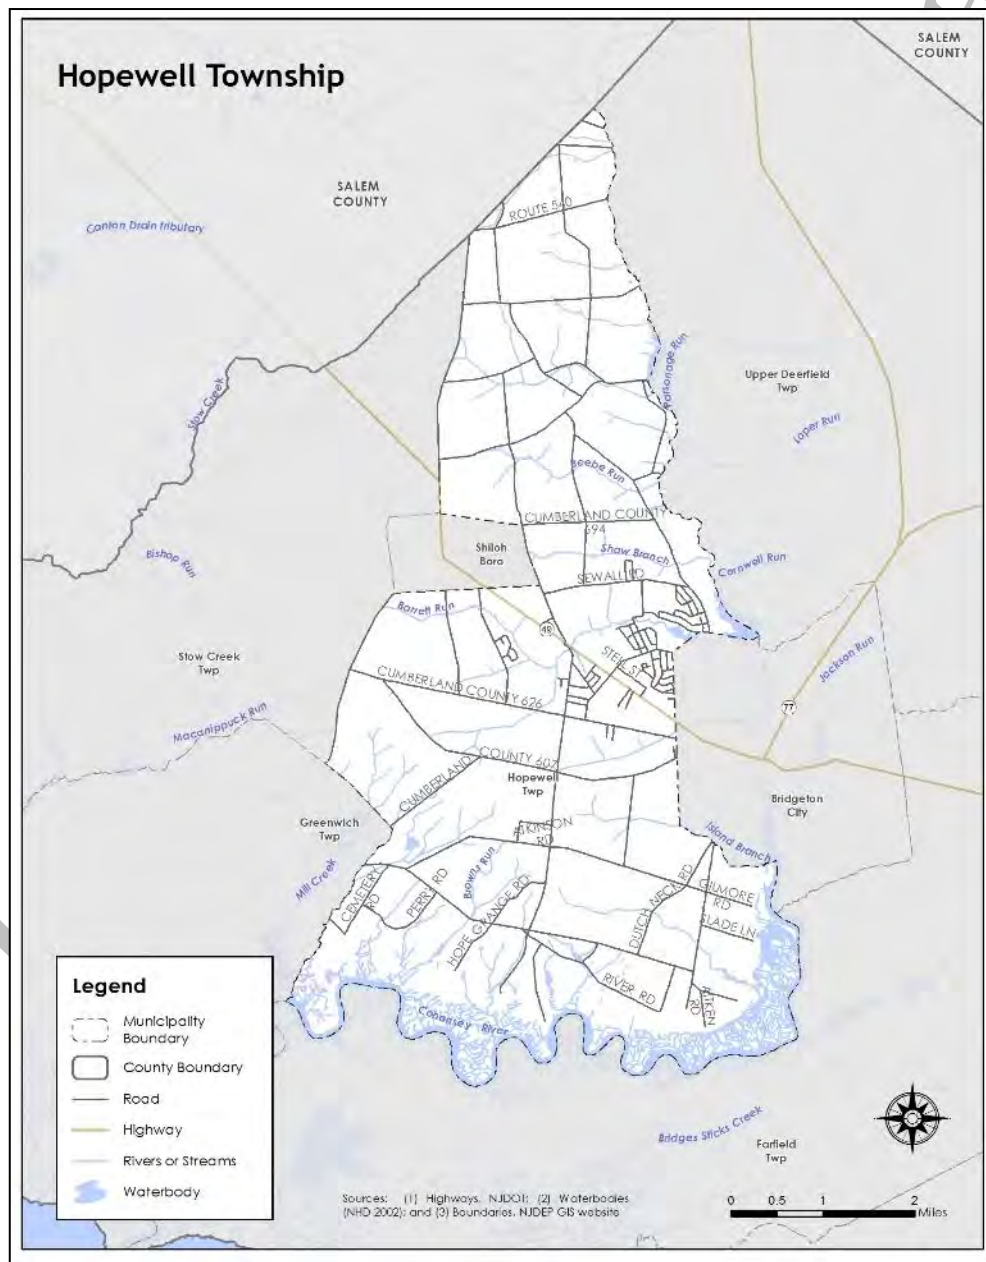 SALEM
COUNTY
Hopewell Township
SALEM
COUNTY
ROUTE 540
Canton Drain tributary
Parsonage Run
Upper Deerfield
Twp
Stow Creek
Loper Run
Beebe Run
CUMBERLAND COUNTY
694
Shiloh
Boro
Shaw Branch
Bishop Run
Cornwell Run
SEWALL RD
Barrett Run
49
Stow Creek
Twp
Jackson Run
CUMBERLAND COUNTY 626
77
Macanippuck Run
CUMBERLAND COUNTY 607
Hopewell
Twp
Bridgeton
City
Greenwich
Twp
ATKINSON
RD
Island Branch
Mill Creek
Browns Run
CEMETERY
RD
PERRY RD
DUTCH NECK RD
GILMORE
RD
SLADE LN
HOPE GRANGE RD
RIVER RD
AITKEN
RD
Cohansey River
Legend
Municipality
Boundary
County Boundary
Road
Highway
Rivers or Streams
Waterbody
Bridges Sticks Creek
Farfield
Twp
Sources: (1) Highways, NJDOT; (2) Waterbodies
(NHD 2002); and (3) Boundaries, NJDEP GIS website
0 0.5 1 2
Miles